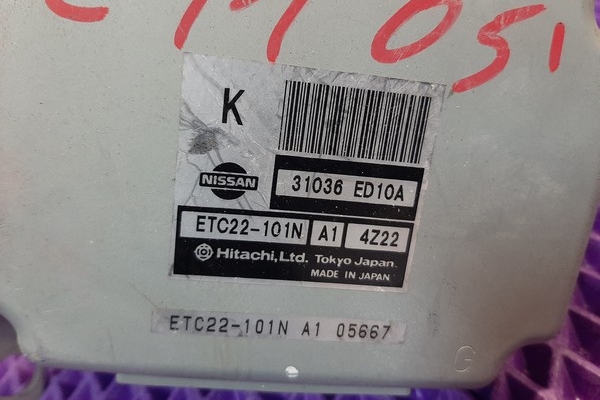 K
NISSAN
31036 ED10A
ETC22-101N A1 4Z22
Hitachi, Ltd. Tokyo Japan.
MADE IN JAPAN
ETC22-101N A1 05667
G